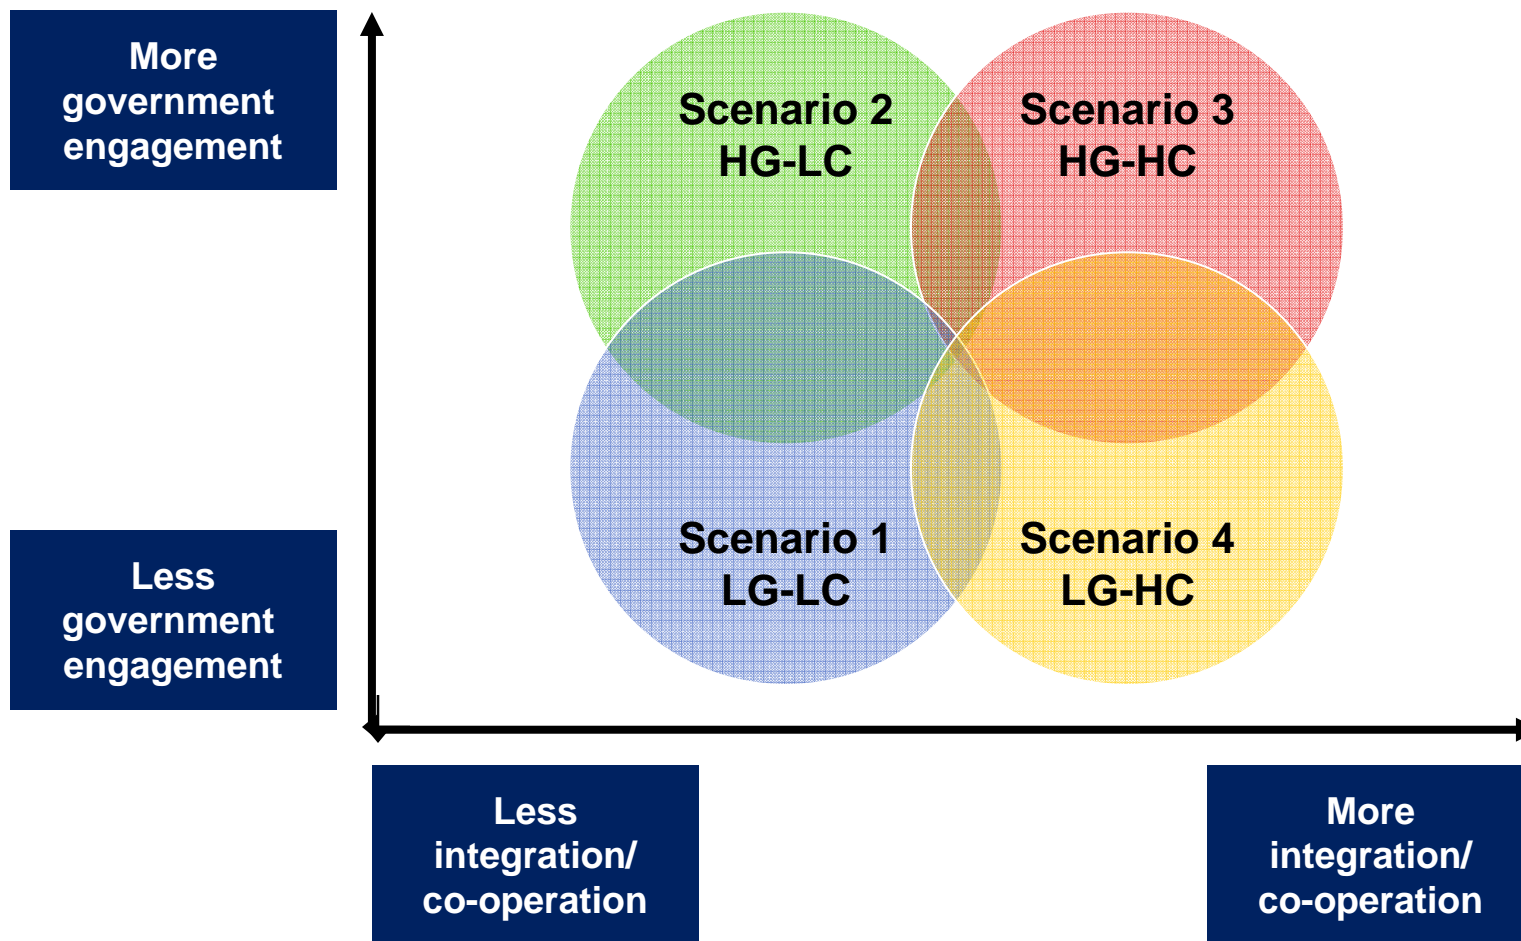 More
government
engagement
Scenario 2
HG-LC
Scenario 3
HG-HC
Less
government
engagement
Scenario 1
LG-LC
Scenario 4
LG-HC
Less
integration/
co-operation
More
integration/
co-operation